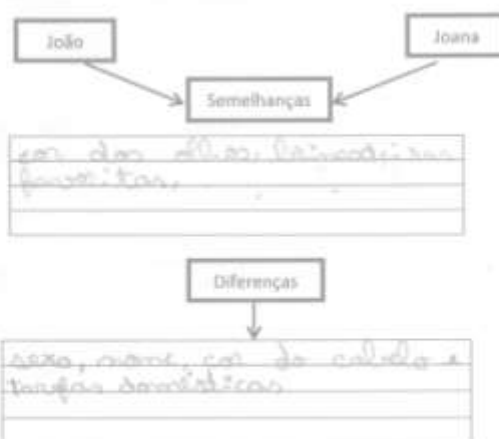 João
Joana
Semelhanças
cor dos olhos, brincadeiras
favoritas.
Diferenças
sexo, nome, cor do cabelo e
tarefas domésticas